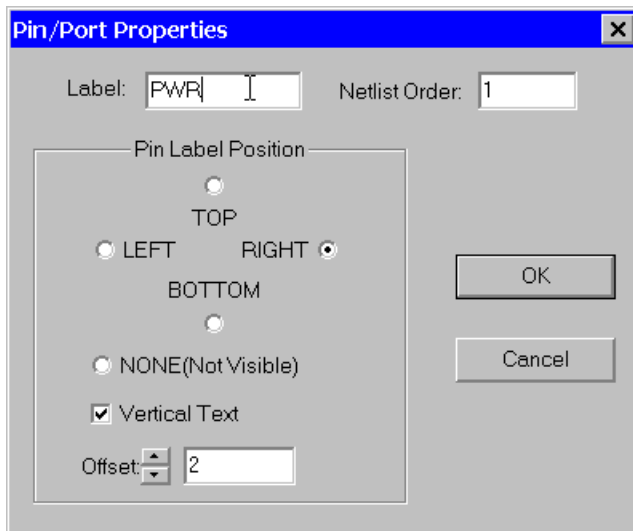 Pin/Port Properties
Label: PWR Netlist Order: 1
Pin Label Position
TOP
LEFT RIGHT
BOTTOM
OK
NONE(Not Visible)
Cancel
Vertical Text
Offset: 2